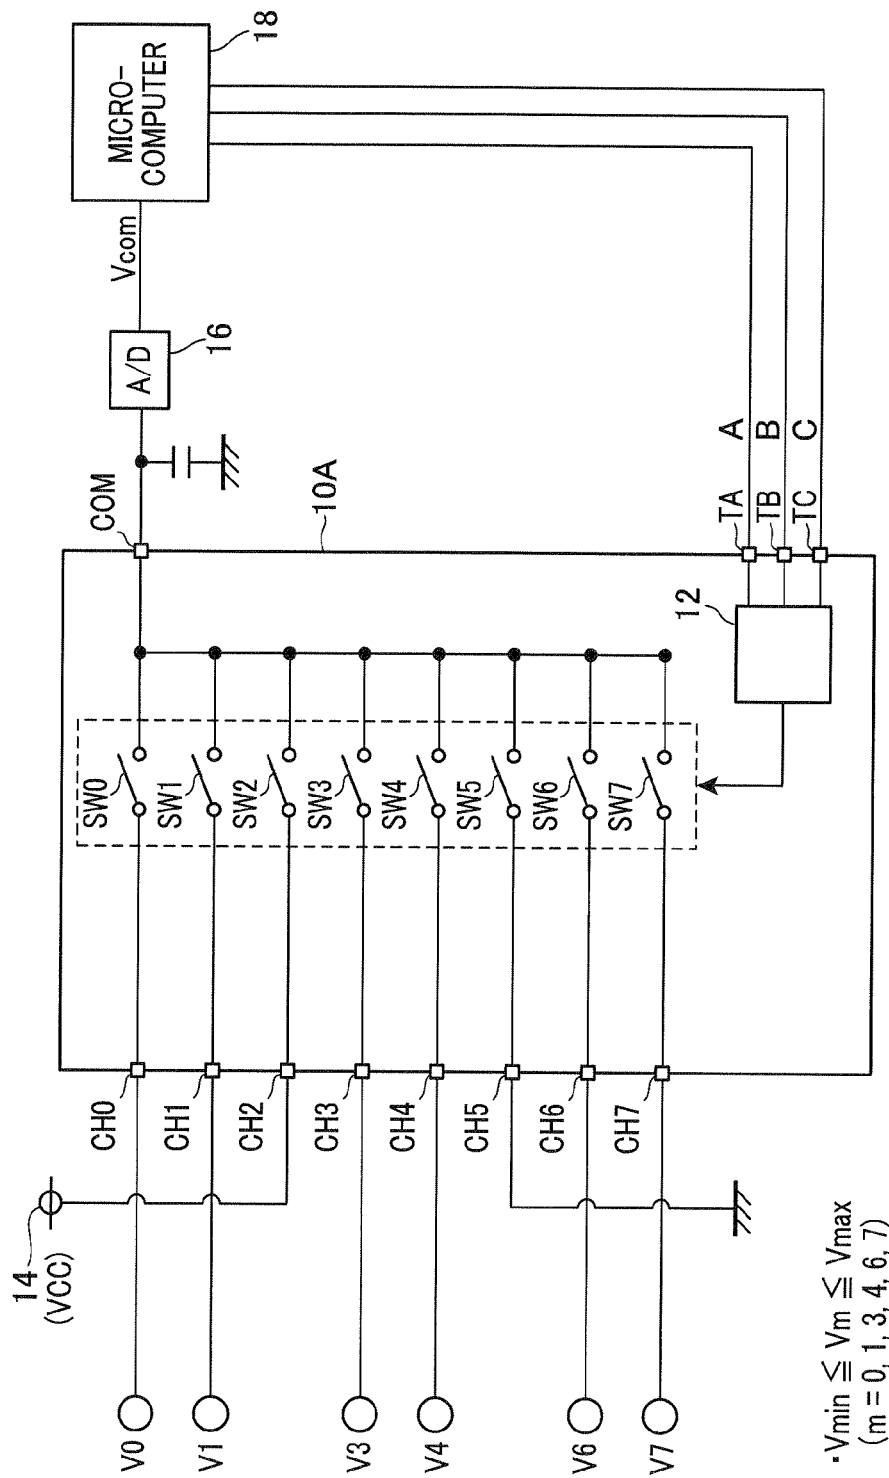 14
(VCC)
V0
V1
V3
V4
V6
V7
CH0
CH1
CH2
CH3
CH4
CH5
CH6
CH7
SW0
SW1
SW2
SW3
SW4
SW5
SW6
SW7
12
10A
COM
TA
TB
TC
A
B
C
A/D
16
Vcom
MICRO-
COMPUTER
18
・Vmin ≦ Vm ≦ Vmax
(m = 0, 1, 3, 4, 6, 7)